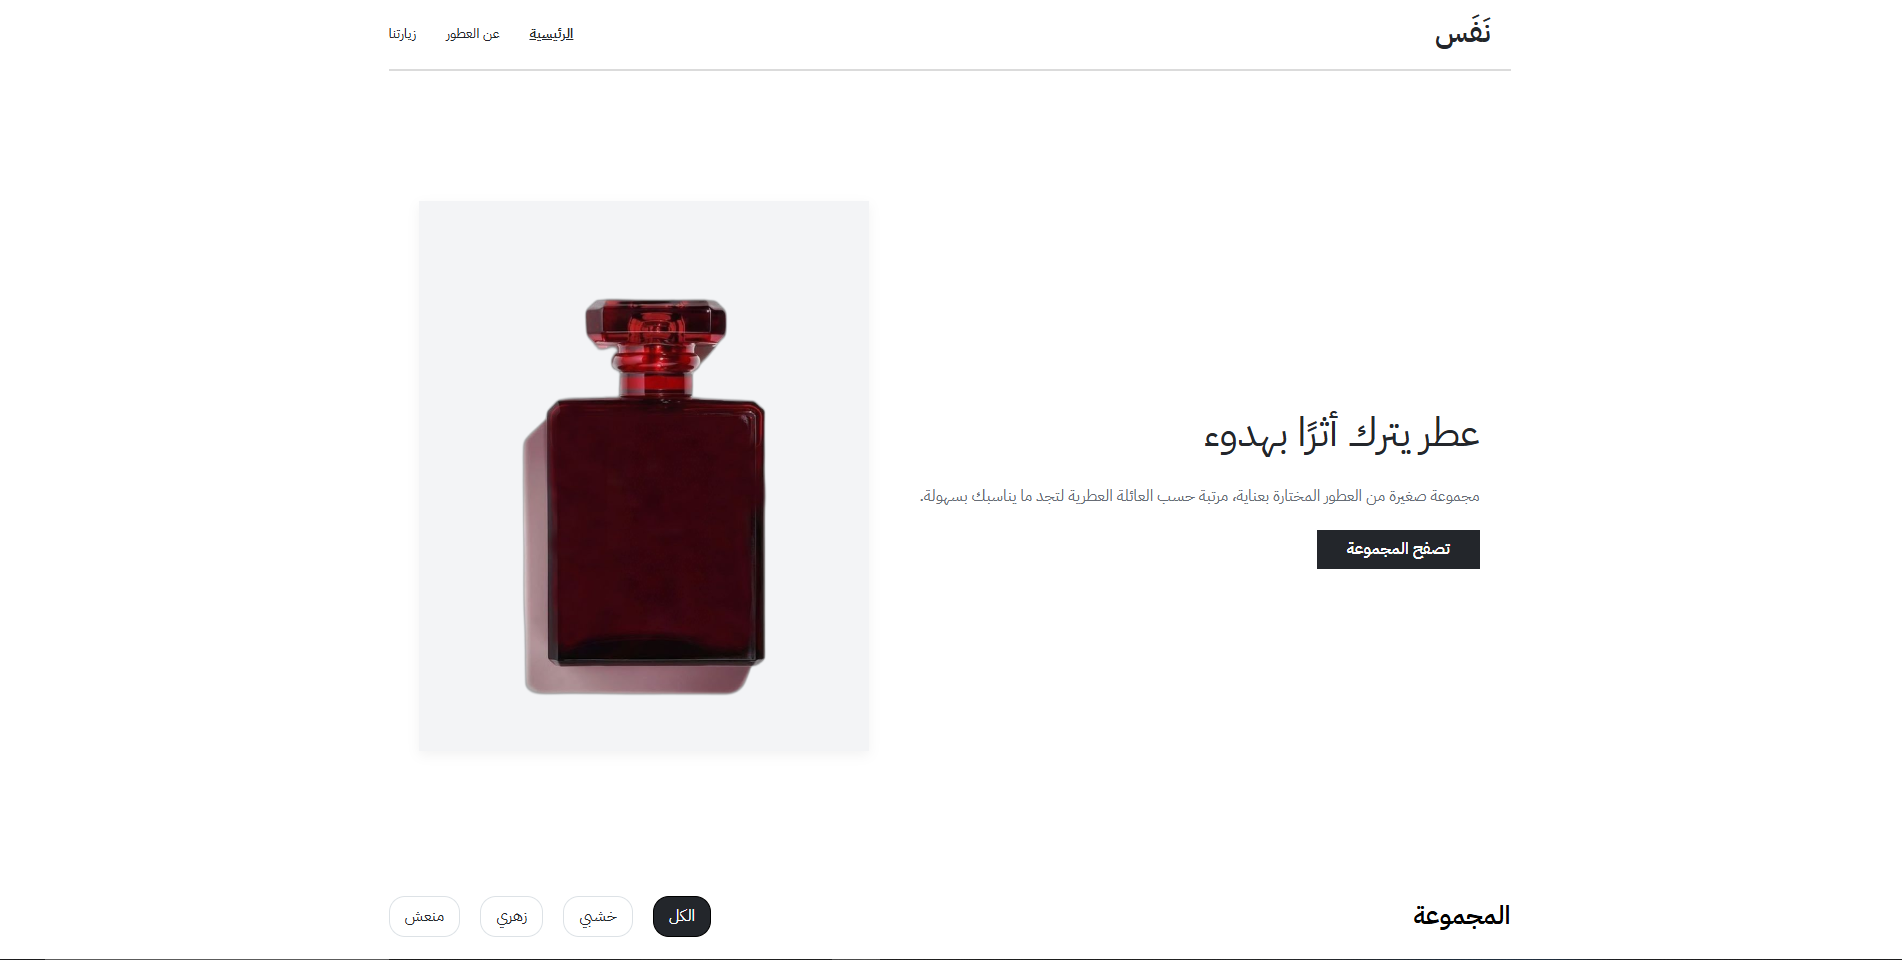 نَفَس
الرئيسية
عن العطور
زيارتنا
عطر يترك أثرًا بهدوء
مجموعة صغيرة من العطور المختارة بعناية، مرتبة حسب العائلة العطرية لتجد ما يناسبك بسهولة.
تصفح المجموعة
المجموعة
الكل
خشبي
زهري
منعش